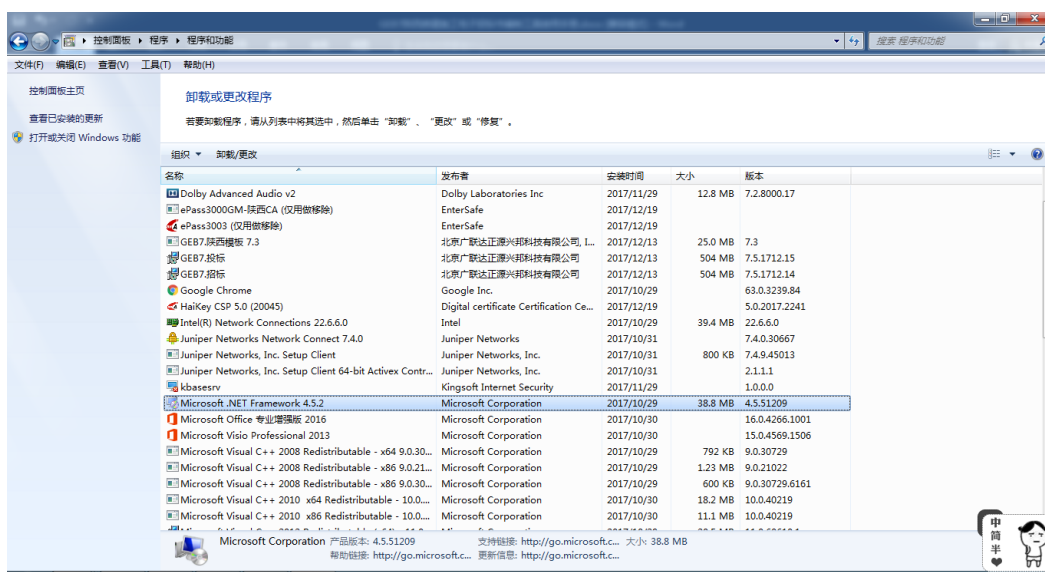 控制面板 ▸ 程序 ▸ 程序和功能
搜索 程序和功能
文件(F) 编辑(E) 查看(V) 工具(T) 帮助(H)
控制面板主页
查看已安装的更新
打开或关闭 Windows 功能
卸载或更改程序
若要卸载程序，请从列表中将其选中，然后单击“卸载”、“更改”或“修复”。
组织 ▼ 卸载/更改
名称 发布者 安装时间 大小 版本
Dolby Advanced Audio v2 Dolby Laboratories Inc 2017/11/29 12.8 MB 7.2.8000.17
ePass3000GM-陕西CA (仅用做移除) EnterSafe 2017/12/19
ePass3003 (仅用做移除) EnterSafe 2017/12/19
GEB7.陕西模板 7.3 北京广联达正源兴邦科技有限公司, I... 2017/12/13 25.0 MB 7.3
GEB7.投标 北京广联达正源兴邦科技有限公司 2017/12/13 504 MB 7.5.1712.15
GEB7.招标 北京广联达正源兴邦科技有限公司 2017/12/13 504 MB 7.5.1712.14
Google Chrome Google Inc. 2017/10/29 63.0.3239.84
HaiKey CSP 5.0 (20045) Digital certificate Certification Ce... 2017/12/19 5.0.2017.2241
Intel(R) Network Connections 22.6.6.0 Intel 2017/10/29 39.4 MB 22.6.6.0
Juniper Networks Network Connect 7.4.0 Juniper Networks 2017/10/31 7.4.0.30667
Juniper Networks, Inc. Setup Client Juniper Networks, Inc. 2017/10/31 800 KB 7.4.9.45013
Juniper Networks, Inc. Setup Client 64-bit Activex Contr... Juniper Networks, Inc. 2017/10/31 2.1.1.1
kbasesrv Kingsoft Internet Security 2017/11/29 1.0.0.0
Microsoft .NET Framework 4.5.2 Microsoft Corporation 2017/10/29 38.8 MB 4.5.51209
Microsoft Office 专业增强版 2016 Microsoft Corporation 2017/10/30 16.0.4266.1001
Microsoft Visio Professional 2013 Microsoft Corporation 2017/10/30 15.0.4569.1506
Microsoft Visual C++ 2008 Redistributable - x64 9.0.30... Microsoft Corporation 2017/10/29 792 KB 9.0.30729
Microsoft Visual C++ 2008 Redistributable - x86 9.0.21... Microsoft Corporation 2017/10/29 1.23 MB 9.0.21022
Microsoft Visual C++ 2008 Redistributable - x86 9.0.30... Microsoft Corporation 2017/10/29 600 KB 9.0.30729.6161
Microsoft Visual C++ 2010 x64 Redistributable - 10.0.... Microsoft Corporation 2017/10/30 18.2 MB 10.0.40219
Microsoft Visual C++ 2010 x86 Redistributable - 10.0.... Microsoft Corporation 2017/10/30 11.1 MB 10.0.40219
Microsoft Corporation 产品版本: 4.5.51209 支持链接: http://go.microsoft.c... 大小: 38.8 MB
帮助链接: http://go.microsoft.c... 更新信息: http://go.microsoft.c...
中
简
半